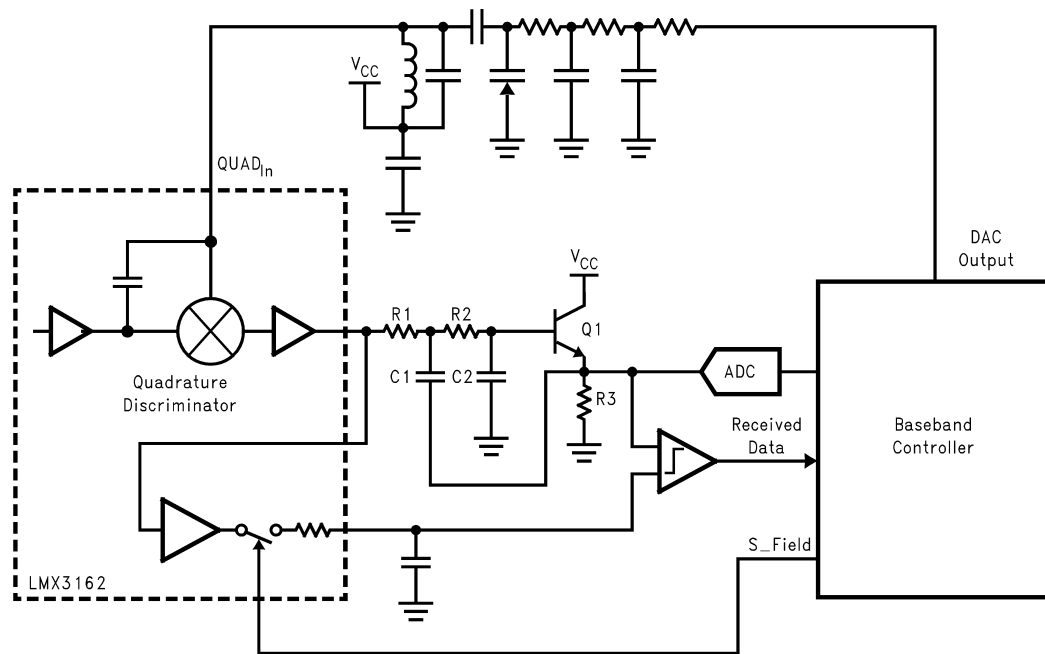 V_CC
QUAD_In
DAC
Output
V_CC
R1
R2
Q1
C1
C2
ADC
Quadrature
Discriminator
R3
Received
Data
Baseband
Controller
S_Field
LMX3162